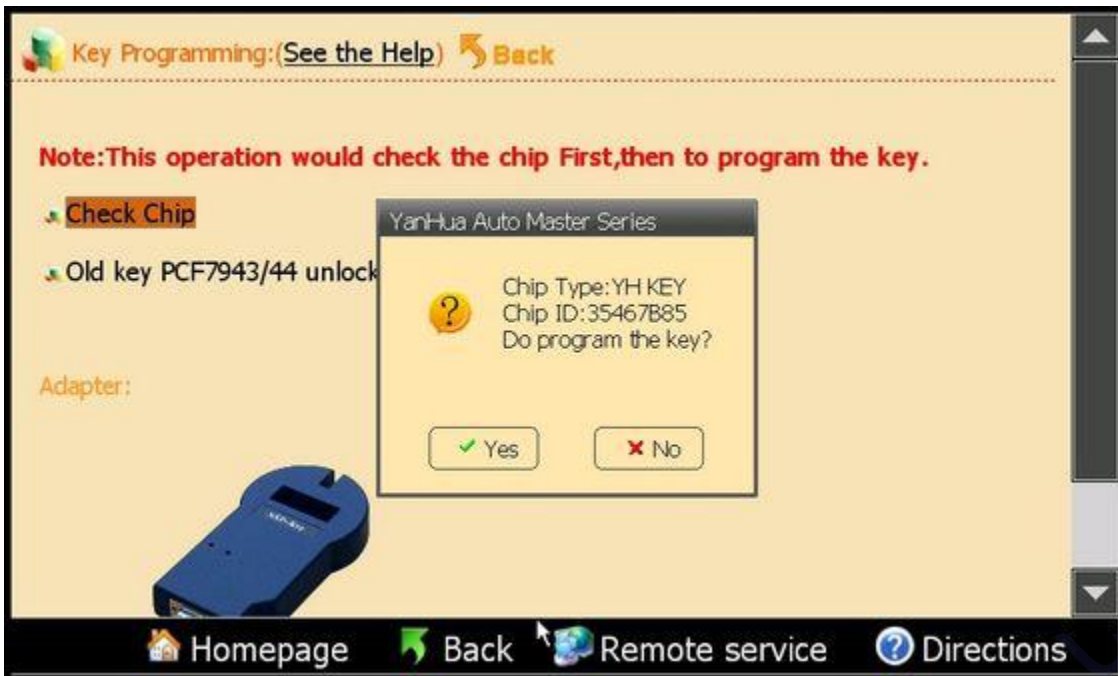 Key Programming:(See the Help) Back
Note:This operation would check the chip First,then to program the key.
Check Chip
Old key PCF7943/44 unlock
YanHua Auto Master Series
Chip Type:YH KEY
Chip ID:35467B85
Do program the key?
Yes No
Adapter:
Homepage Back Remote service Directions